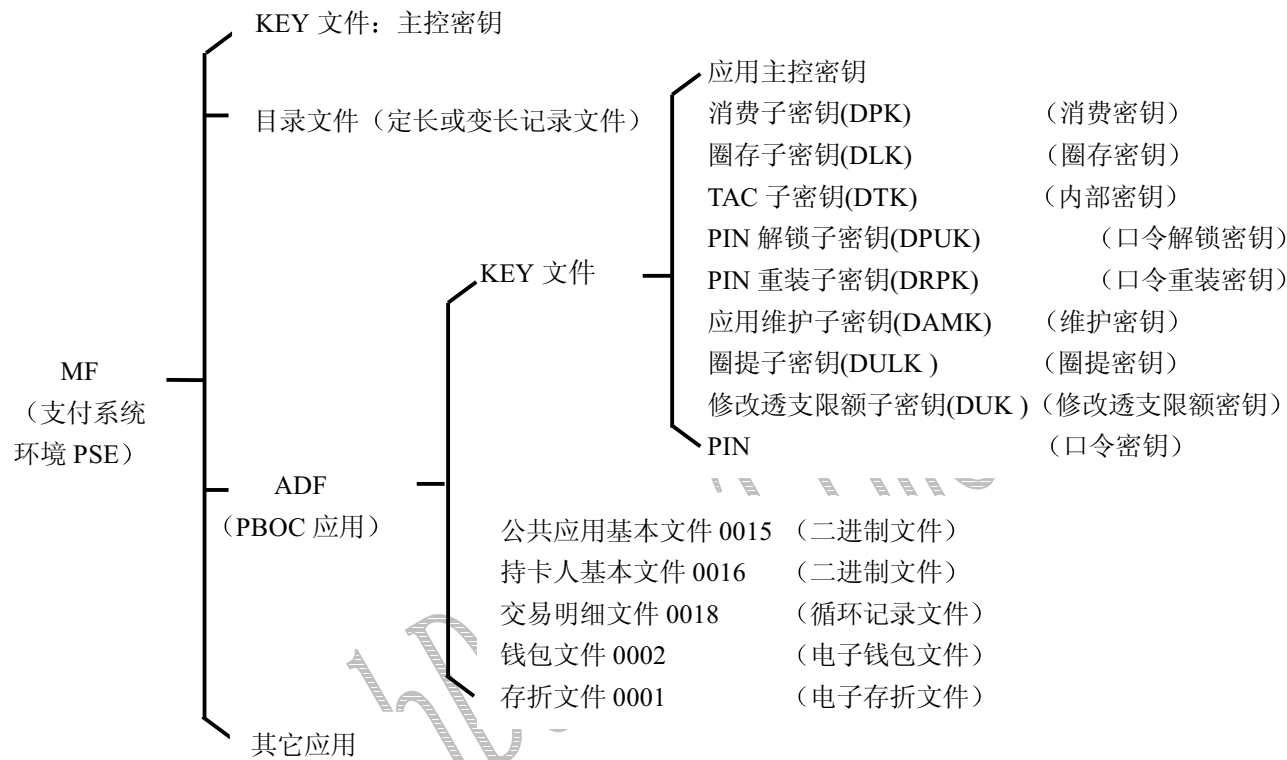 KEY 文件：主控密钥
目录文件（定长或变长记录文件）
MF
（支付系统
环境 PSE）
ADF
（PBOC 应用）
其它应用
KEY 文件
应用主控密钥
消费子密钥(DPK) （消费密钥）
圈存子密钥(DLK) （圈存密钥）
TAC 子密钥(DTK) （内部密钥）
PIN 解锁子密钥(DPUK) （口令解锁密钥）
PIN 重装子密钥(DRPK) （口令重装密钥）
应用维护子密钥(DAMK) （维护密钥）
圈提子密钥(DULK ) （圈提密钥）
修改透支限额子密钥(DUK )（修改透支限额密钥）
PIN （口令密钥）
公共应用基本文件 0015 （二进制文件）
持卡人基本文件 0016 （二进制文件）
交易明细文件 0018 （循环记录文件）
钱包文件 0002 （电子钱包文件）
存折文件 0001 （电子存折文件）